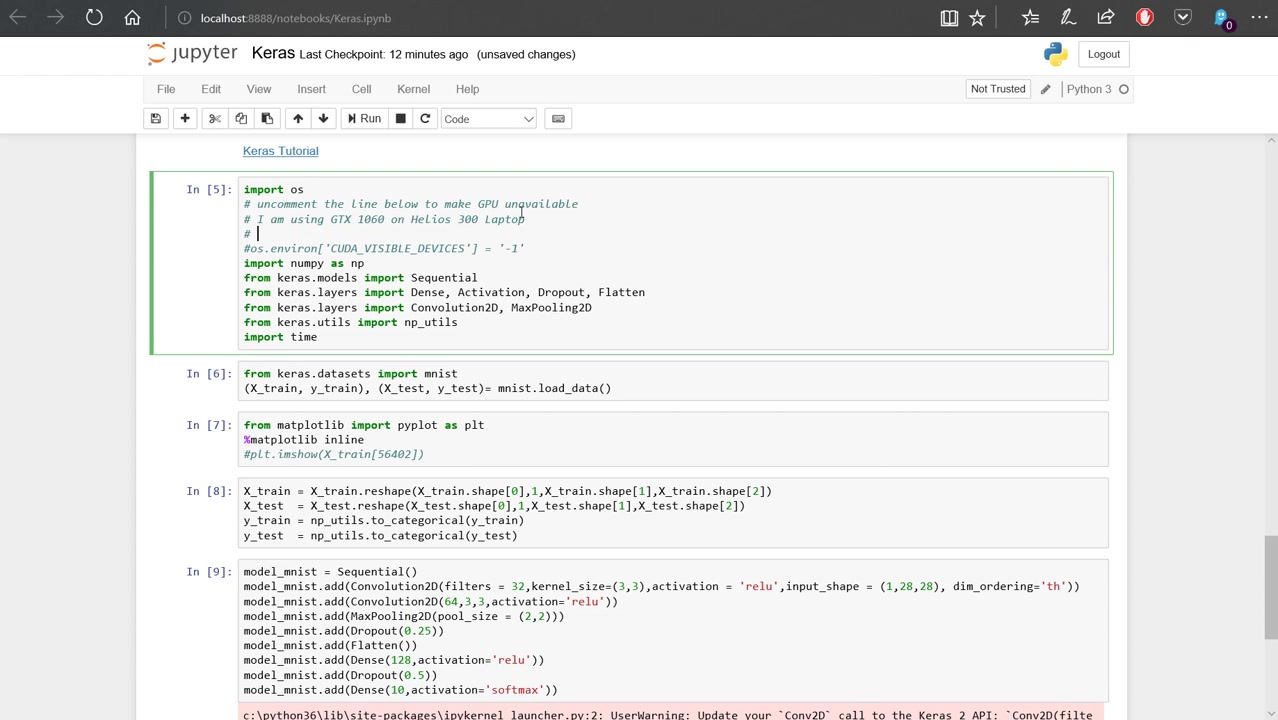 localhost:8888/notebooks/Keras.ipynb
0
jupyter Keras Last Checkpoint: 12 minutes ago (unsaved changes)
Logout
File Edit View Insert Cell Kernel Help
Not Trusted
Python 3
Run
Code
Keras Tutorial
In [5]:
import os
# uncomment the line below to make GPU unavailable
# I am using GTX 1060 on Helios 300 Laptop
#
#os.environ['CUDA_VISIBLE_DEVICES'] = '-1'
import numpy as np
from keras.models import Sequential
from keras.layers import Dense, Activation, Dropout, Flatten
from keras.layers import Convolution2D, MaxPooling2D
from keras.utils import np_utils
import time
In [6]:
from keras.datasets import mnist
(X_train, y_train), (X_test, y_test)= mnist.load_data()
In [7]:
from matplotlib import pyplot as plt
%matplotlib inline
#plt.imshow(X_train[56402])
In [8]:
X_train = X_train.reshape(X_train.shape[0],1,X_train.shape[1],X_train.shape[2])
X_test  = X_test.reshape(X_test.shape[0],1,X_test.shape[1],X_test.shape[2])
y_train = np_utils.to_categorical(y_train)
y_test  = np_utils.to_categorical(y_test)
In [9]:
model_mnist = Sequential()
model_mnist.add(Convolution2D(filters = 32,kernel_size=(3,3),activation = 'relu',input_shape = (1,28,28), dim_ordering='th'))
model_mnist.add(Convolution2D(64,3,3,activation='relu'))
model_mnist.add(MaxPooling2D(pool_size = (2,2)))
model_mnist.add(Dropout(0.25))
model_mnist.add(Flatten())
model_mnist.add(Dense(128,activation='relu'))
model_mnist.add(Dropout(0.5))
model_mnist.add(Dense(10,activation='softmax'))
c:\python36\lib\site-packages\ipykernel_launcher.py:2: UserWarning: Update your `Conv2D` call to the Keras 2 API: `Conv2D(filte